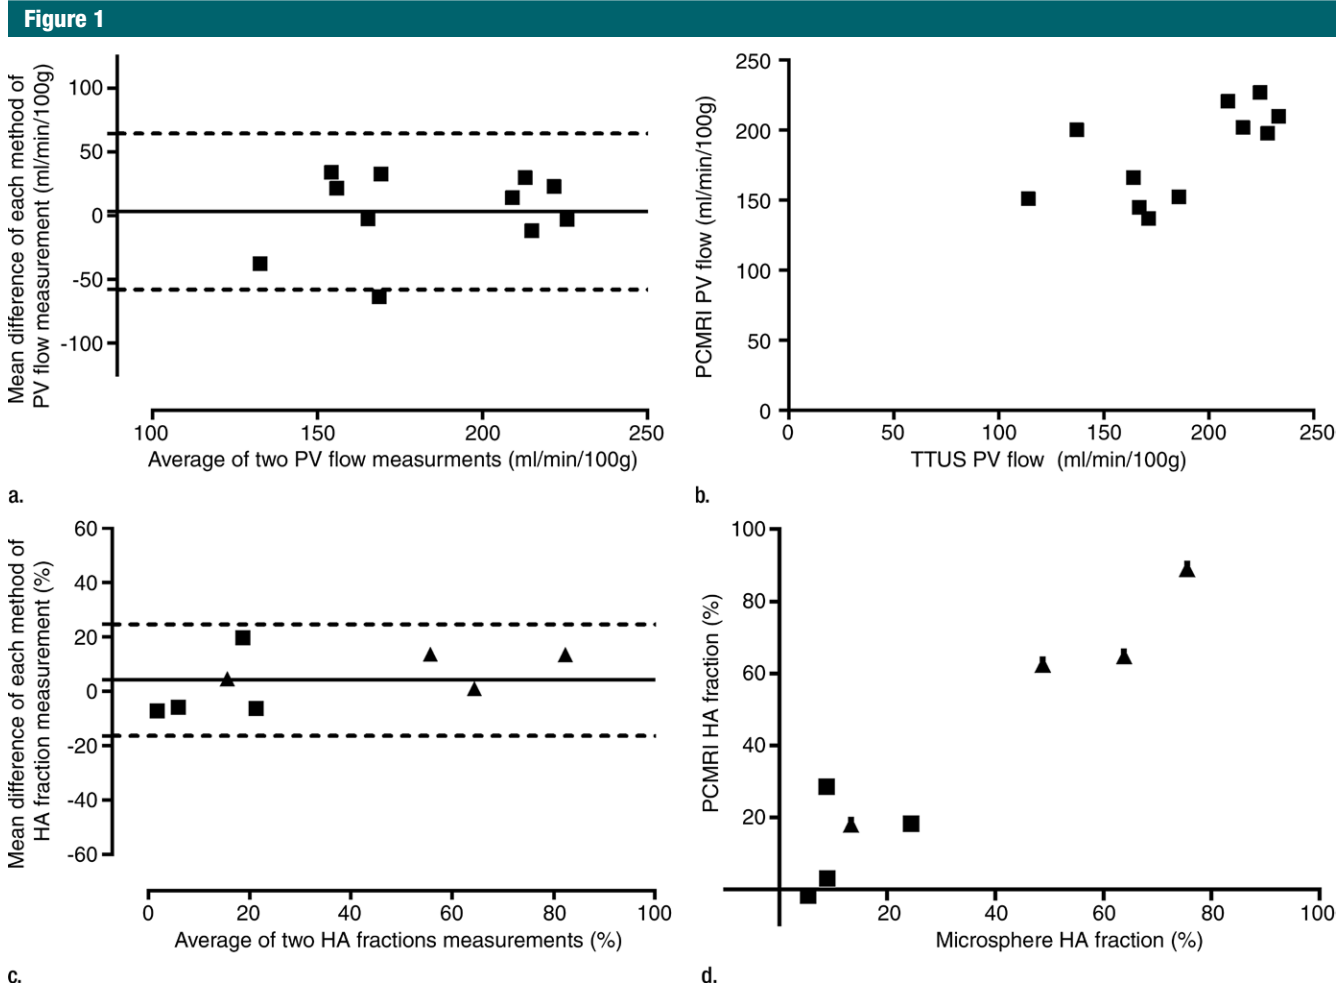 Figure 1
Mean difference of each method of
PV flow measurement (ml/min/100g)
100
50
0
-50
-100
100 150 200 250
Average of two PV flow measurments (ml/min/100g)
a.
PCMRI PV flow (ml/min/100g)
250
200
150
100
50
0
0 50 100 150 200 250
TTUS PV flow (ml/min/100g)
b.
Mean difference of each method of
HA fraction measurement (%)
60
40
20
0
-20
-40
-60
0 20 40 60 80 100
Average of two HA fractions measurements (%)
c.
PCMRI HA fraction (%)
100
80
60
40
20
20 40 60 80 100
Microsphere HA fraction (%)
d.